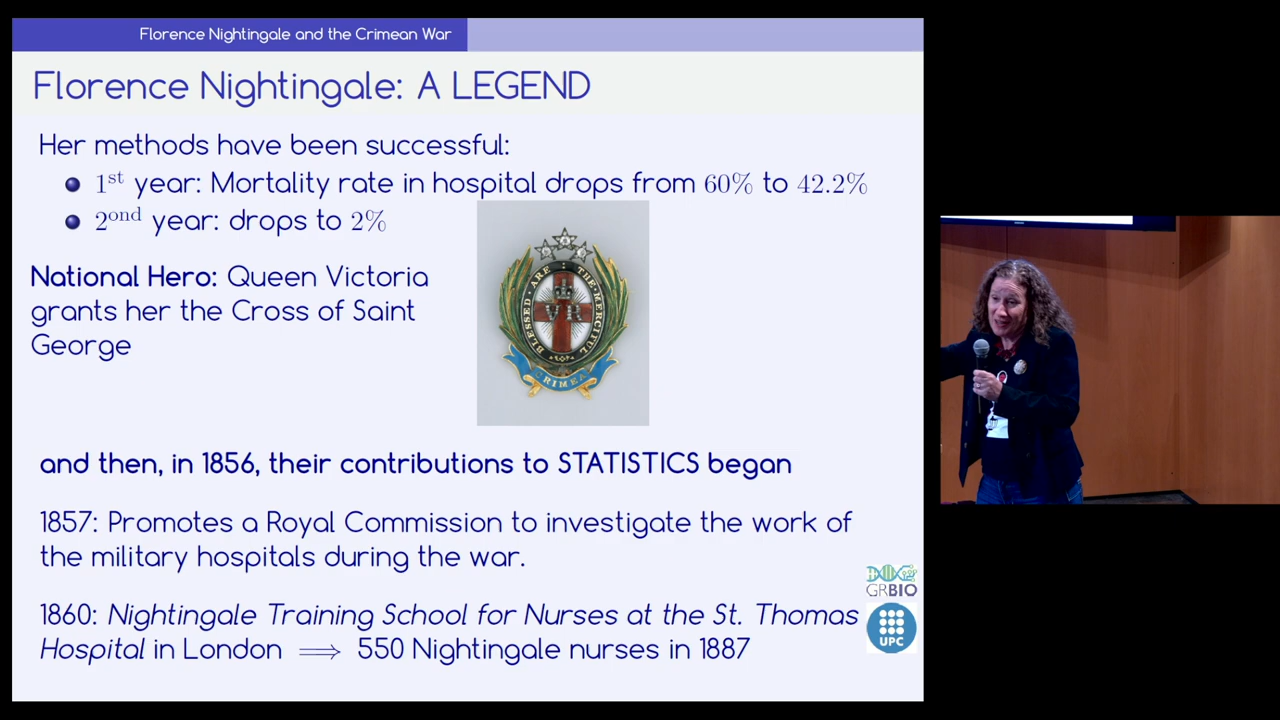 Florence Nightingale and the Crimean War
Florence Nightingale: A LEGEND
Her methods have been successful:
1st year: Mortality rate in hospital drops from 60% to 42.2%
2ond year: drops to 2%
National Hero: Queen Victoria
grants her the Cross of Saint
George
BLESSED · ARE · THE · MERCIFUL
VR
CRIMEA
and then, in 1856, their contributions to STATISTICS began
1857: Promotes a Royal Commission to investigate the work of
the military hospitals during the war.
1860: Nightingale Training School for Nurses at the St. Thomas
Hospital in London ⟹ 550 Nightingale nurses in 1887
GRBIO
UPC